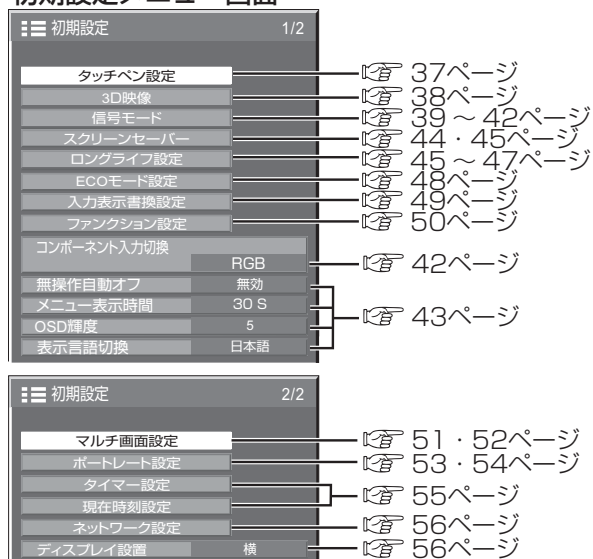 初期設定メニュー画面
初期設定 1/2
タッチペン設定 37ページ
3D映像 38ページ
信号モード 39～42ページ
スクリーンセーバー 44・45ページ
ロングライフ設定 45～47ページ
ECOモード設定 48ページ
入力表示書換設定 49ページ
ファンクション設定 50ページ
コンポーネント入力切換
RGB 42ページ
無操作自動オフ 無効
メニュー表示時間 30 S
43ページ
OSD輝度 5
表示言語切換 日本語
初期設定 2/2
マルチ画面設定 51・52ページ
ポートレート設定 53・54ページ
タイマー設定
55ページ
現在時刻設定
ネットワーク設定 56ページ
ディスプレイ設置 横 56ページ